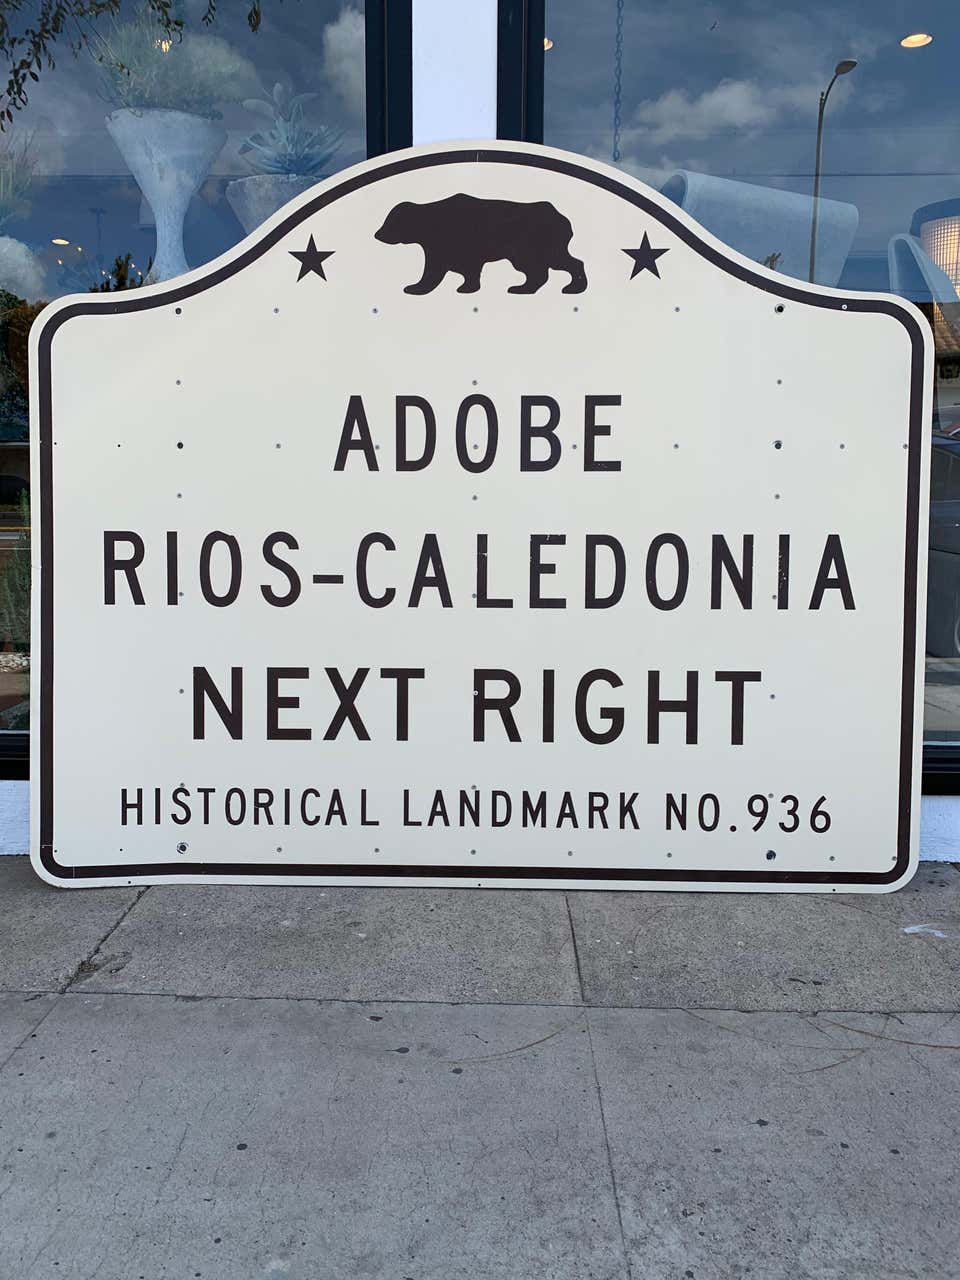 ADOBE
RIOS-CALEDONIA
NEXT RIGHT
HISTORICAL LANDMARK NO.936